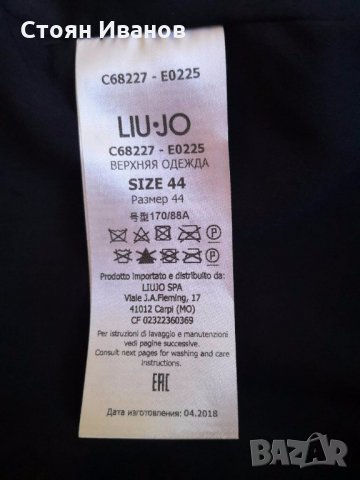 Стоян Иванов
C68227 - E0225
LIU·JO
C68227 - E0225
ВЕРХНЯЯ ОДЕЖДА
SIZE 44
Размер 44
号型170/88A
Prodotto importato e distribuito da:
LIUJO SPA
Viale J.A.Fleming, 17
41012 Carpi (MO)
CF 02322360369
Per istruzioni di lavaggio e manutenzioni
vedi pagine successive.
Consult next pages for washing and care
instructions.
EAC
Дата изготовления: 04.2018
BAZAR